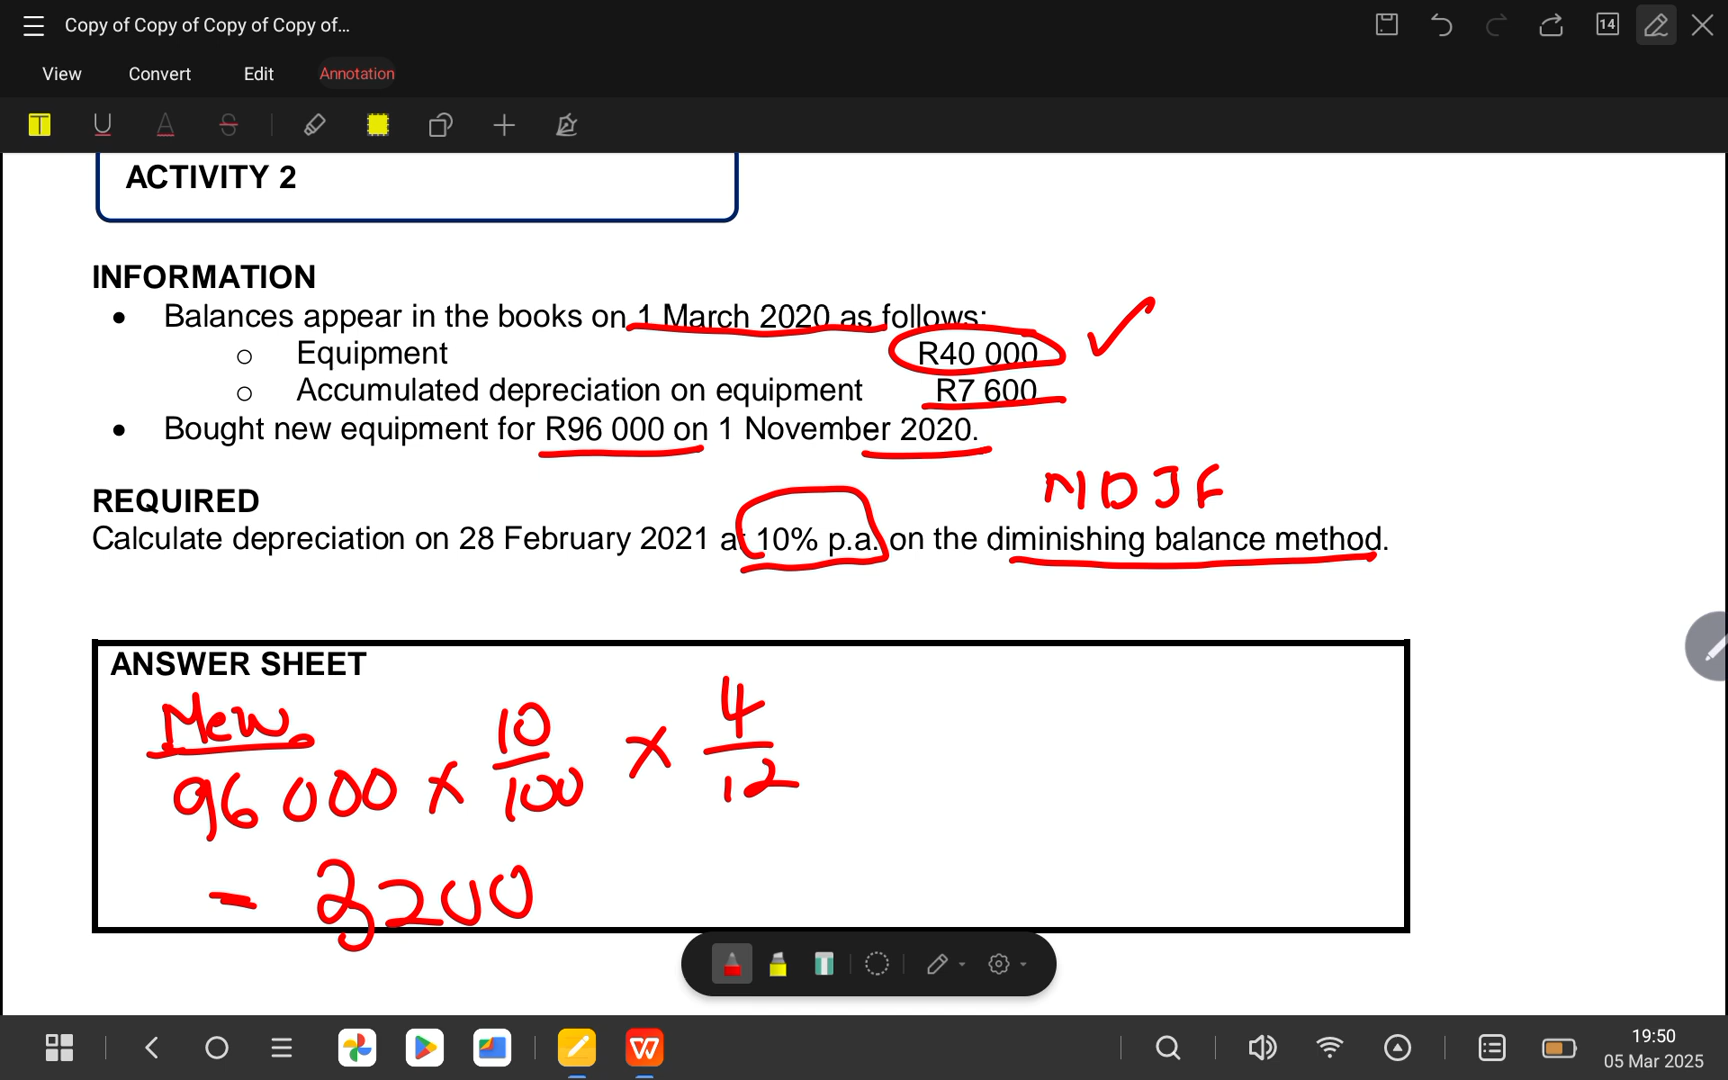 Copy of Copy of Copy of Copy of...
14
View Convert Edit Annotation
T U A S
ACTIVITY 2
INFORMATION
• Balances appear in the books on 1 March 2020 as follows:
o Equipment R40 000
o Accumulated depreciation on equipment R7 600
• Bought new equipment for R96 000 on 1 November 2020.
NDJF
REQUIRED
Calculate depreciation on 28 February 2021 at 10% p.a. on the diminishing balance method.
ANSWER SHEET
New
96 000 x 10/100 x 4/12
- 3200
19:50
05 Mar 2025